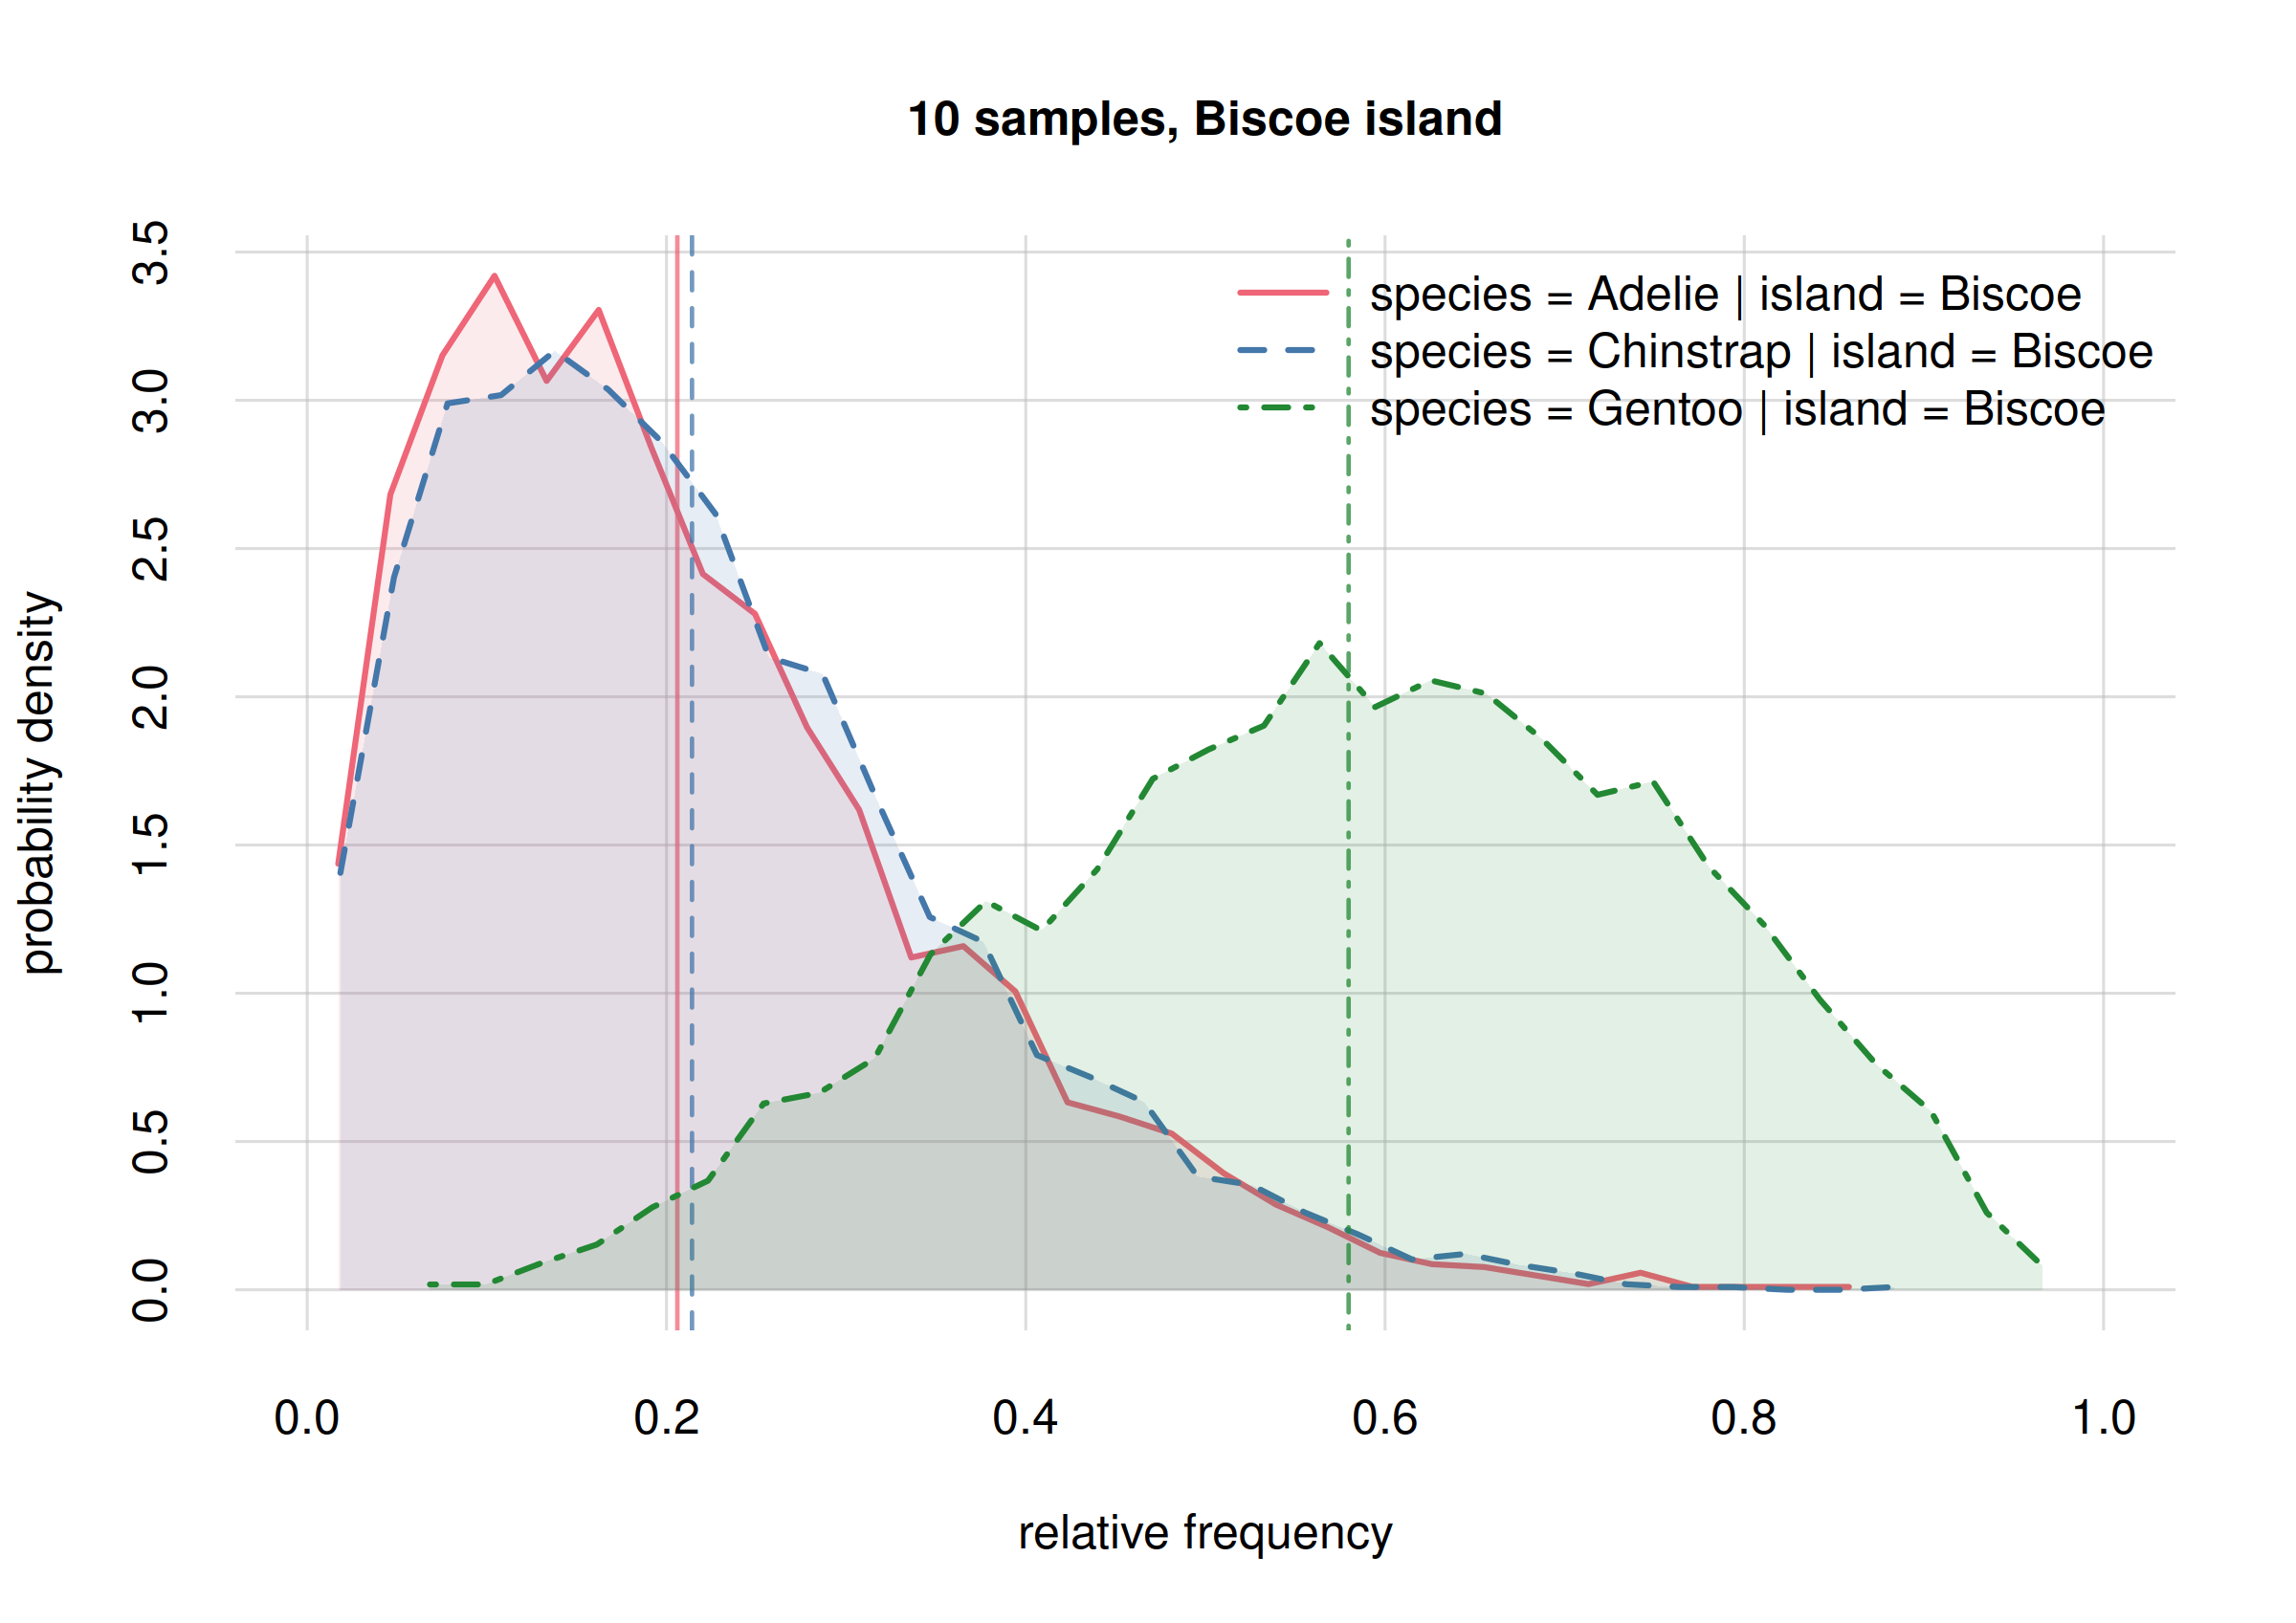 10 samples, Biscoe island
species = Adelie | island = Biscoe
species = Chinstrap | island = Biscoe
species = Gentoo | island = Biscoe
probability density
3.5
3.0
2.5
2.0
1.5
1.0
0.5
0.0
0.0 0.2 0.4 0.6 0.8 1.0
relative frequency